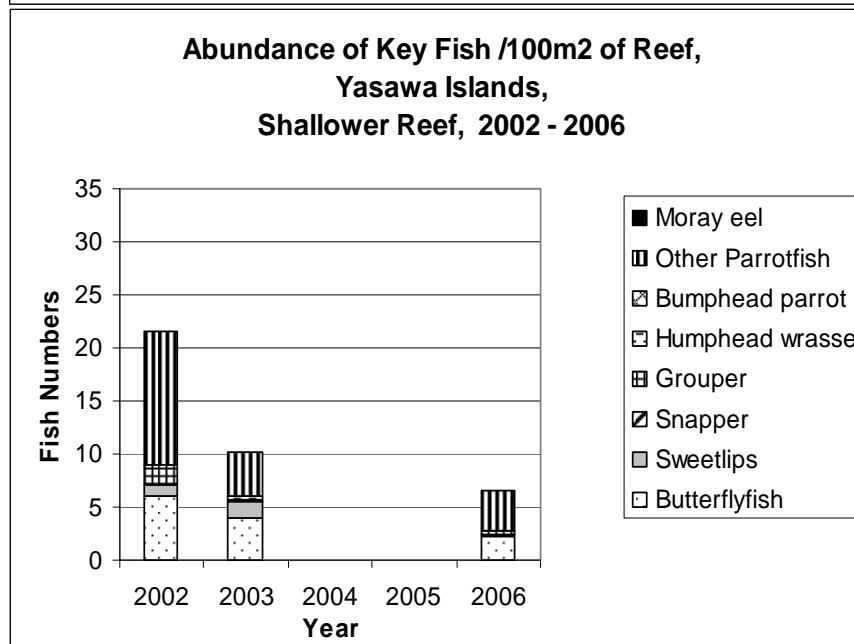 Abundance of Key Fish /100m2 of Reef,
Yasawa Islands,
Shallower Reef, 2002 - 2006
35
30
25
20
15
10
5
0
Fish Numbers
2002 2003 2004 2005 2006
Year
Moray eel
Other Parrotfish
Bumphead parrot
Humphead wrasse
Grouper
Snapper
Sweetlips
Butterflyfish